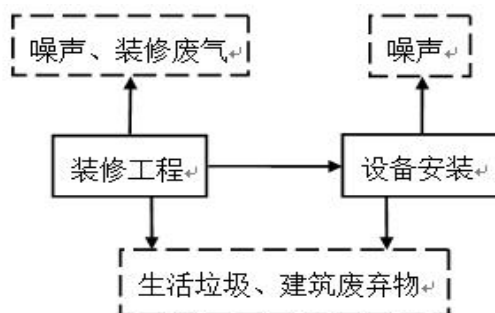 噪声、装修废气
噪声
装修工程
设备安装
生活垃圾、建筑废弃物